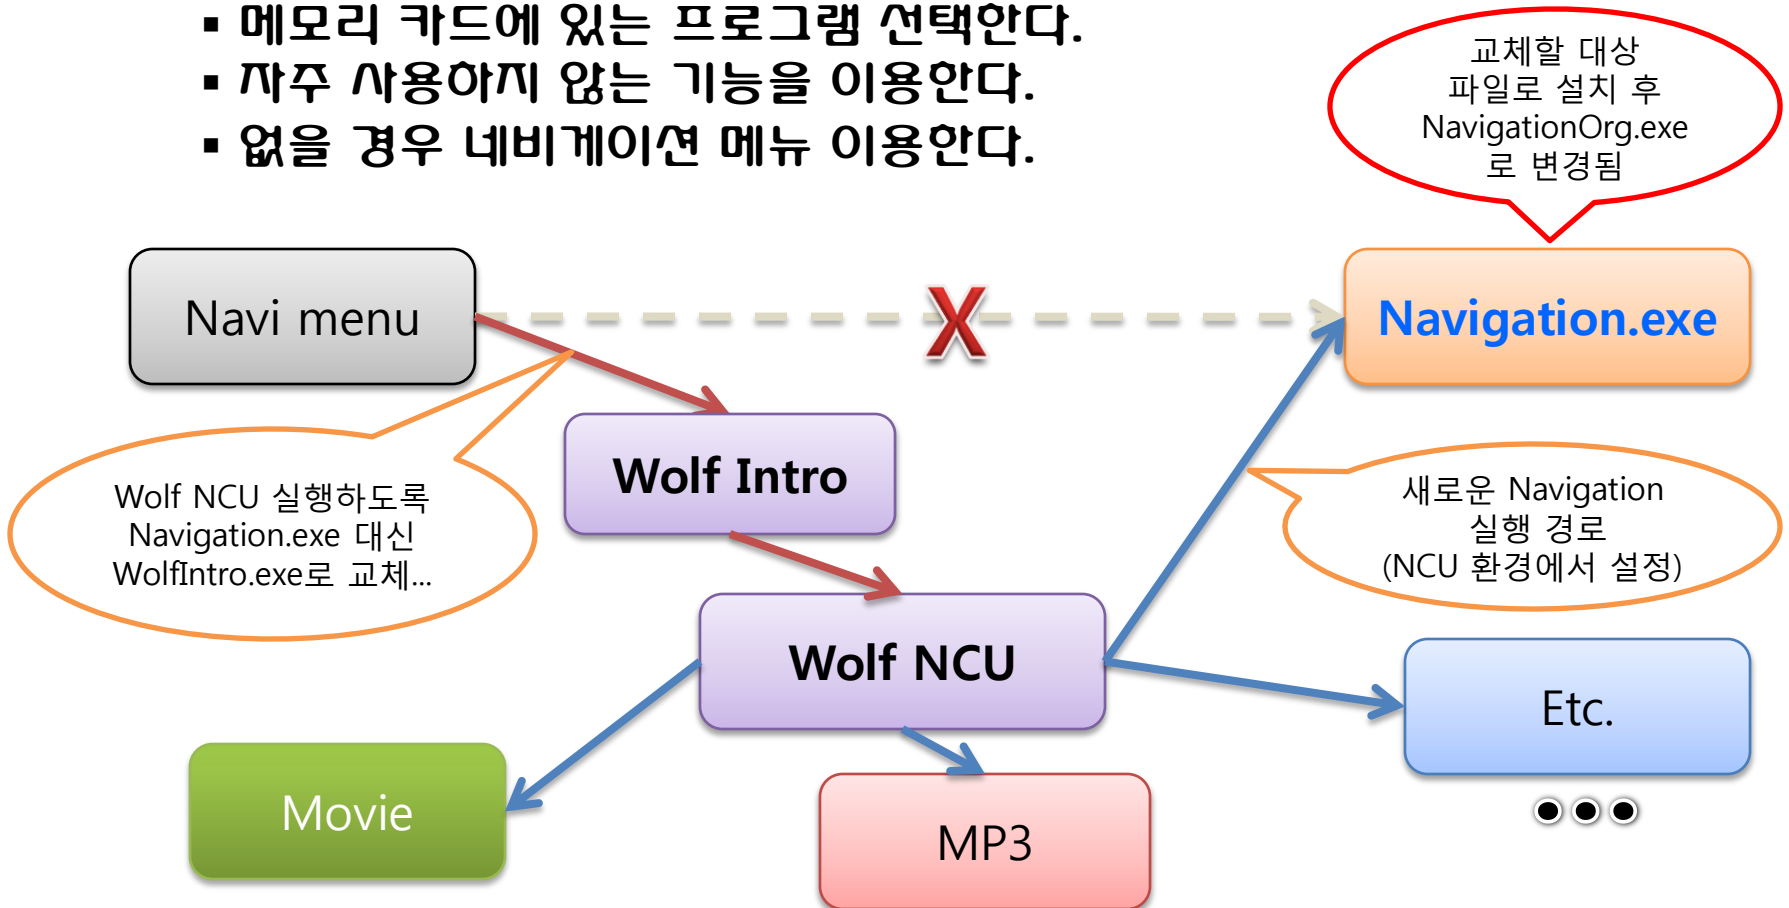 ▪ 메모리 카드에 있는 프로그램 선택한다.
▪ 자주 사용하지 않는 기능을 이용한다.
▪ 없을 경우 네비게이션 메뉴 이용한다.
교체할 대상
파일로 설치 후
NavigationOrg.exe
로 변경됨
Navi menu
X
Navigation.exe
Wolf Intro
Wolf NCU 실행하도록
Navigation.exe 대신
WolfIntro.exe로 교체...
새로운 Navigation
실행 경로
(NCU 환경에서 설정)
Wolf NCU
Etc.
Movie
MP3